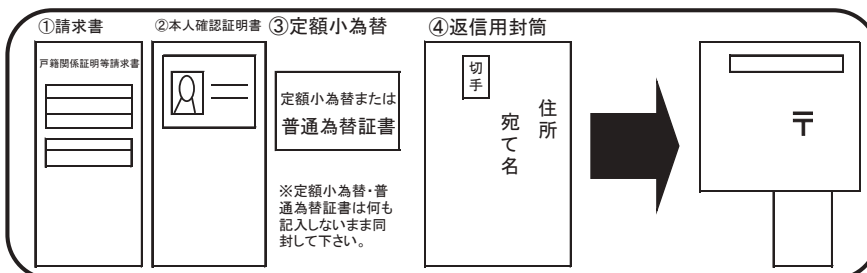 ①請求書
②本人確認証明書
③定額小為替
④返信用封筒
戸籍関係証明等請求書
定額小為替または
普通為替証書
※定額小為替・普
通為替証書は何も
記入しないまま同
封して下さい。
切手
住所
宛て名
〒